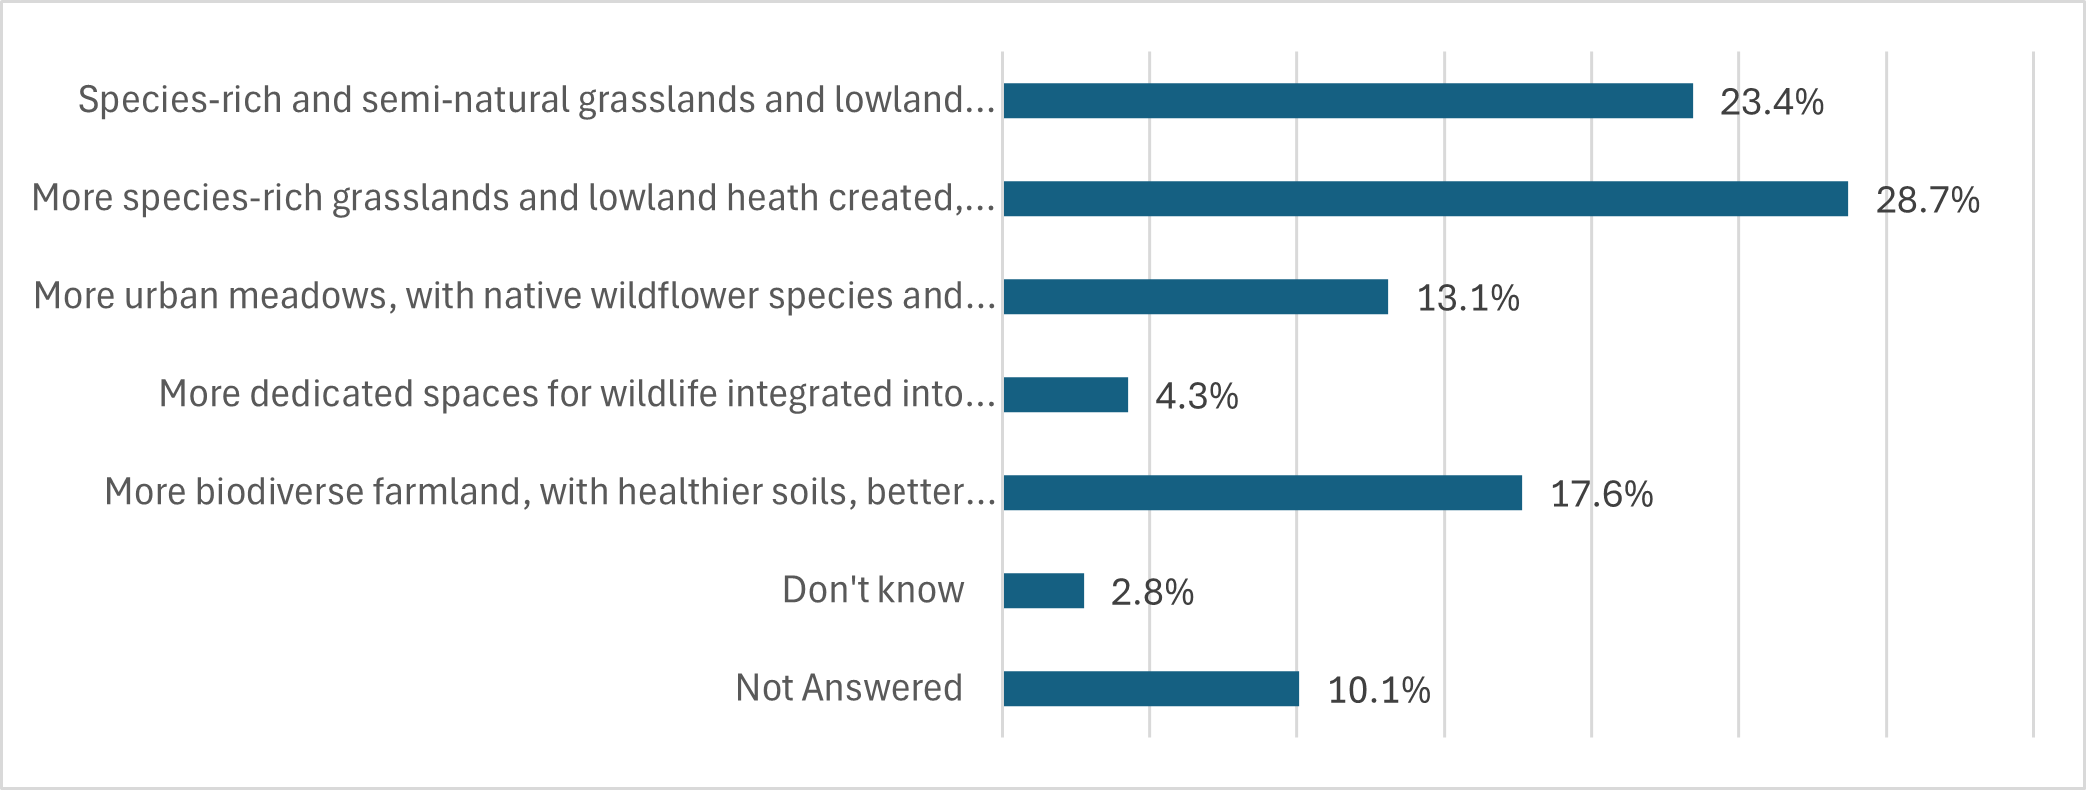 Species-rich and semi-natural grasslands and lowland... 23.4%
More species-rich grasslands and lowland heath created,... 28.7%
More urban meadows, with native wildflower species and... 13.1%
More dedicated spaces for wildlife integrated into... 4.3%
More biodiverse farmland, with healthier soils, better... 17.6%
Don't know 2.8%
Not Answered 10.1%